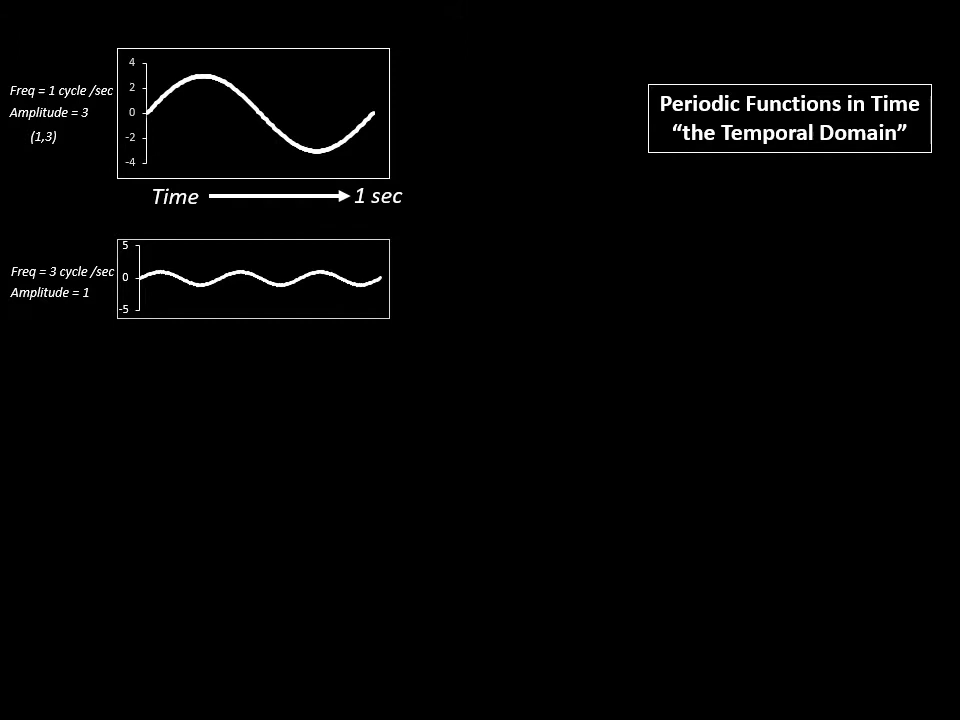 Periodic Functions in Time
“the Temporal Domain”
Freq = 1 cycle /sec
Amplitude = 3
(1,3)
4
2
0
-2
-4
Time
1 sec
Freq = 3 cycle /sec
Amplitude = 1
5
0
-5